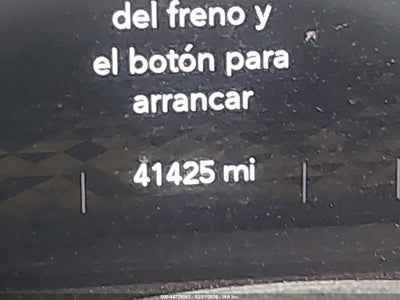 del freno y
el botón para
arrancar
41425 mi